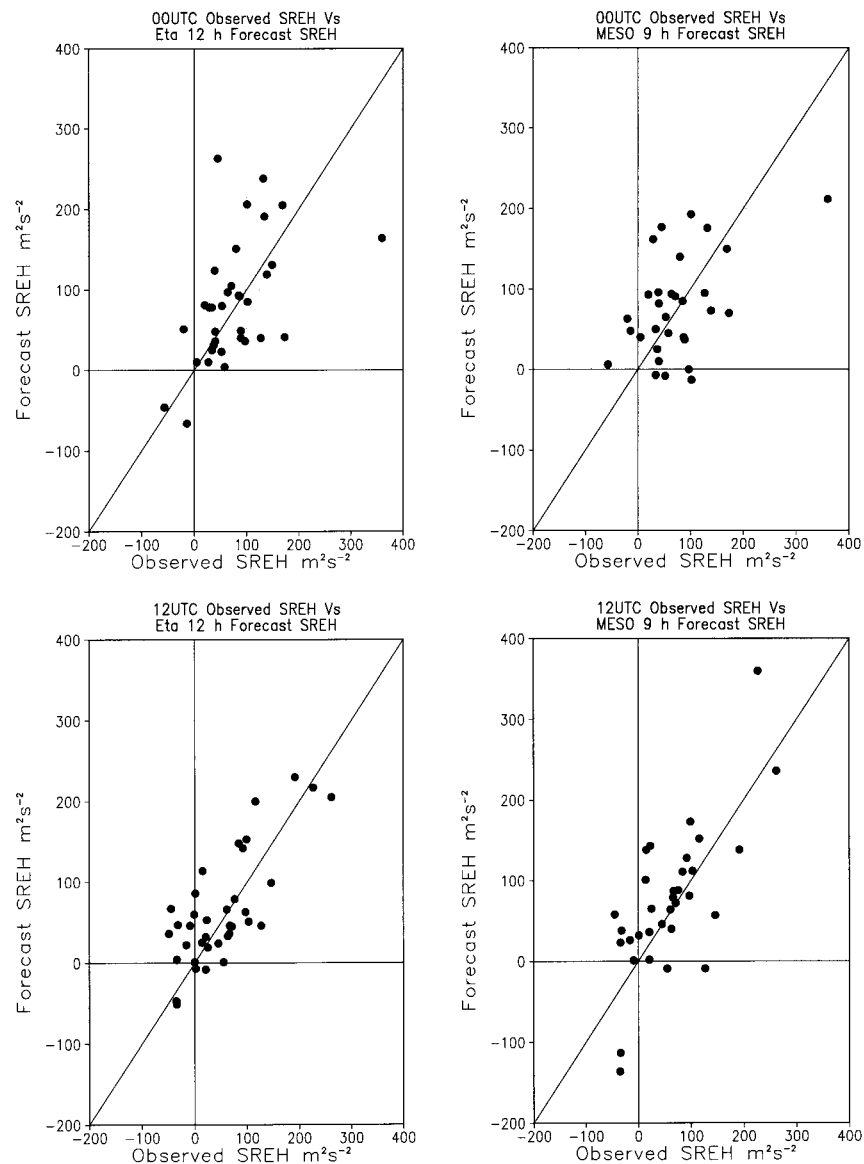 00UTC Observed SREH Vs
Eta 12 h Forecast SREH
400
300
200
100
0
-100
-200
Forecast SREH m²s⁻²
-200 -100 0 100 200 300 400
Observed SREH m²s⁻²
00UTC Observed SREH Vs
MESO 9 h Forecast SREH
400
300
200
100
0
-100
-200
Forecast SREH m²s⁻²
-200 -100 0 100 200 300 400
Observed SREH m²s⁻²
12UTC Observed SREH Vs
Eta 12 h Forecast SREH
400
300
200
100
0
-100
-200
Forecast SREH m²s⁻²
-200 -100 0 100 200 300 400
Observed SREH m²s⁻²
12UTC Observed SREH Vs
MESO 9 h Forecast SREH
400
300
200
100
0
-100
-200
Forecast SREH m²s⁻²
-200 -100 0 100 200 300 400
Observed SREH m²s⁻²